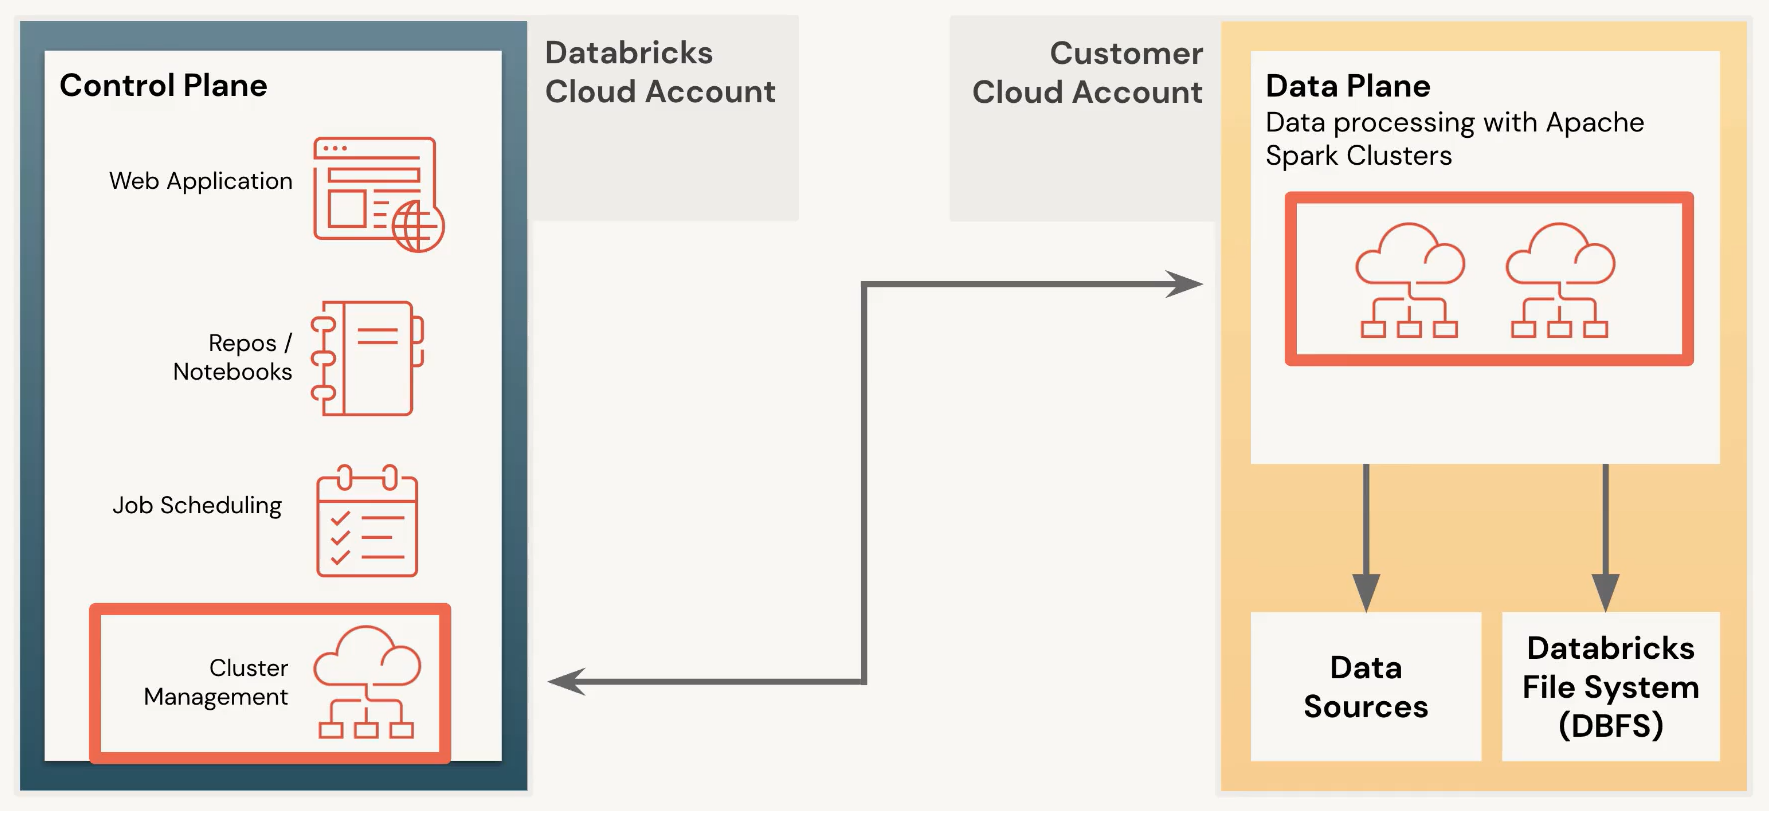 Control Plane
Web Application
Repos /
Notebooks
Job Scheduling
Cluster
Management
Databricks
Cloud Account
Customer
Cloud Account
Data Plane
Data processing with Apache
Spark Clusters
Data
Sources
Databricks
File System
(DBFS)